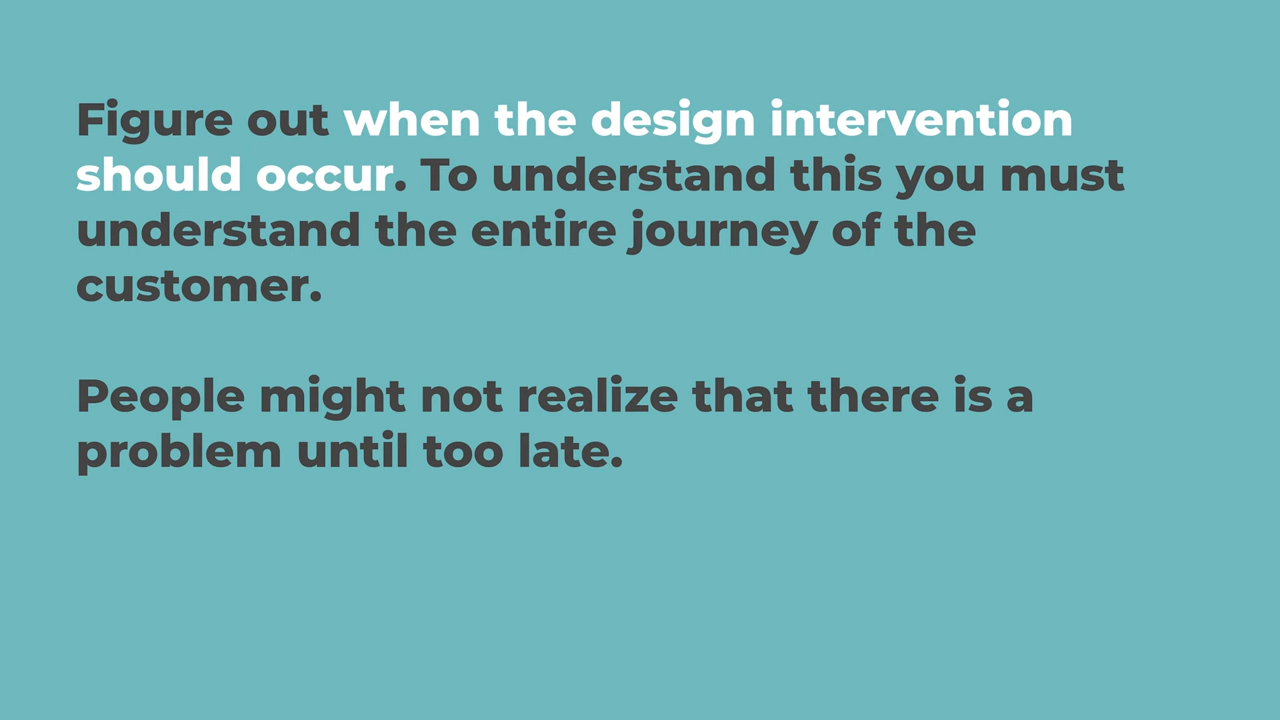 Figure out when the design intervention
should occur. To understand this you must
understand the entire journey of the
customer.
People might not realize that there is a
problem until too late.